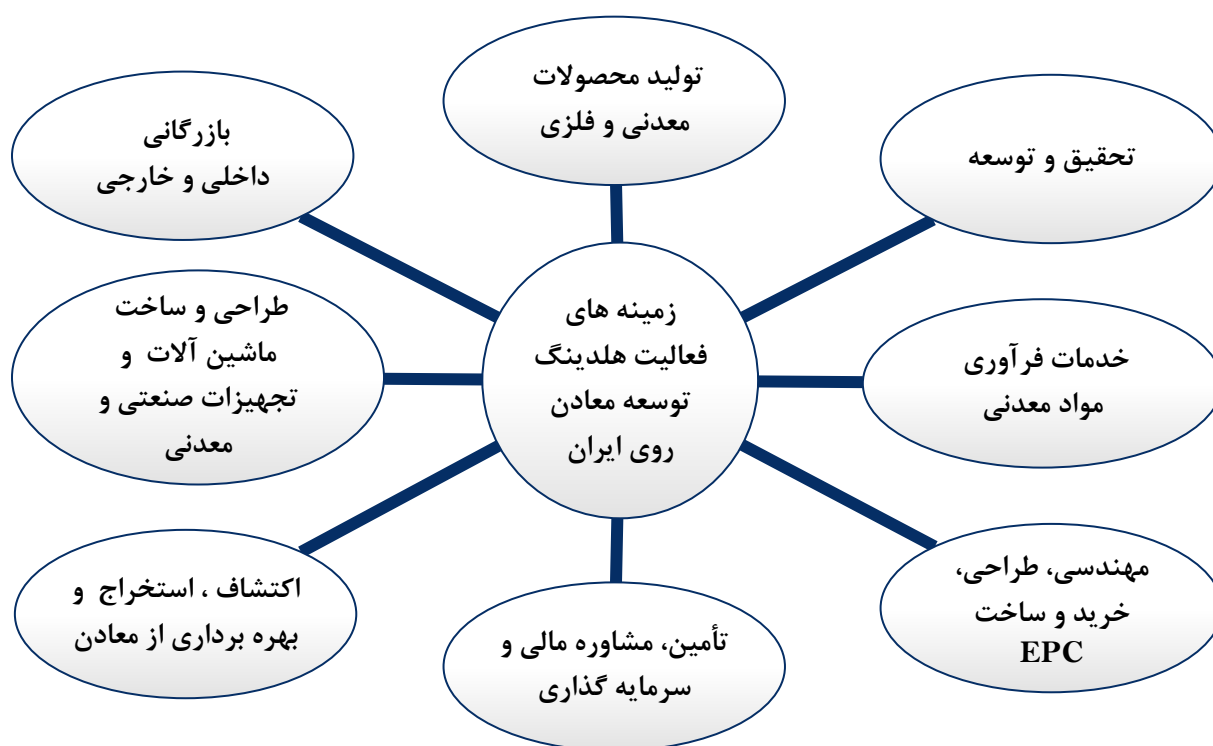 تولید محصولات
معدنی و فلزی
بازرگانی
داخلی و خارجی
تحقیق و توسعه
زمینه های
فعالیت هلدینگ
توسعه معادن
روی ایران
طراحی و ساخت
ماشین آلات و
تجهیزات صنعتی و
معدنی
خدمات فرآوری
مواد معدنی
اکتشاف ، استخراج و
بهره برداری از معادن
مهندسی، طراحی،
خرید و ساخت
EPC
تأمین، مشاوره مالی و
سرمایه گذاری